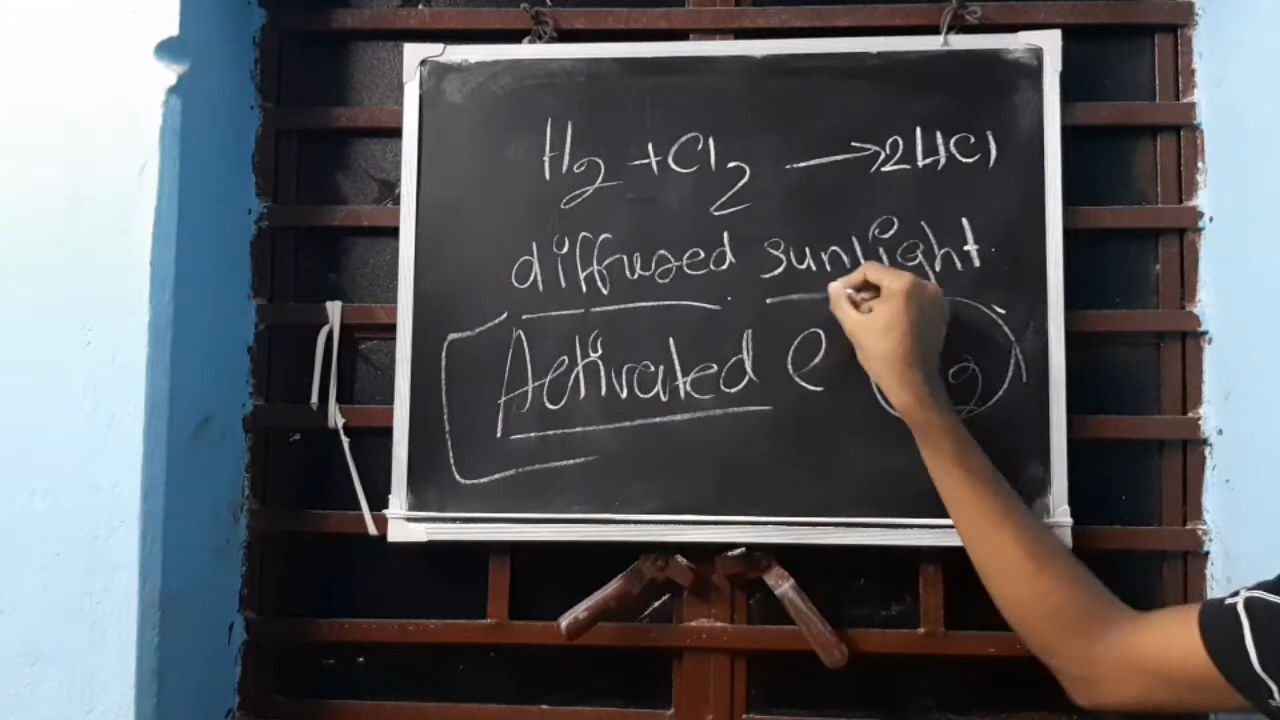 H2 + Cl2 → 2HCl
diffused sunlight.
Activated